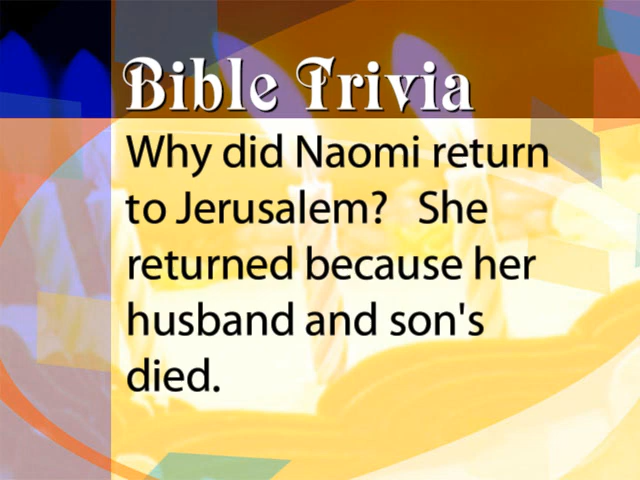 Bible Trivia
Why did Naomi return
to Jerusalem?   She
returned because her
husband and son's
died.